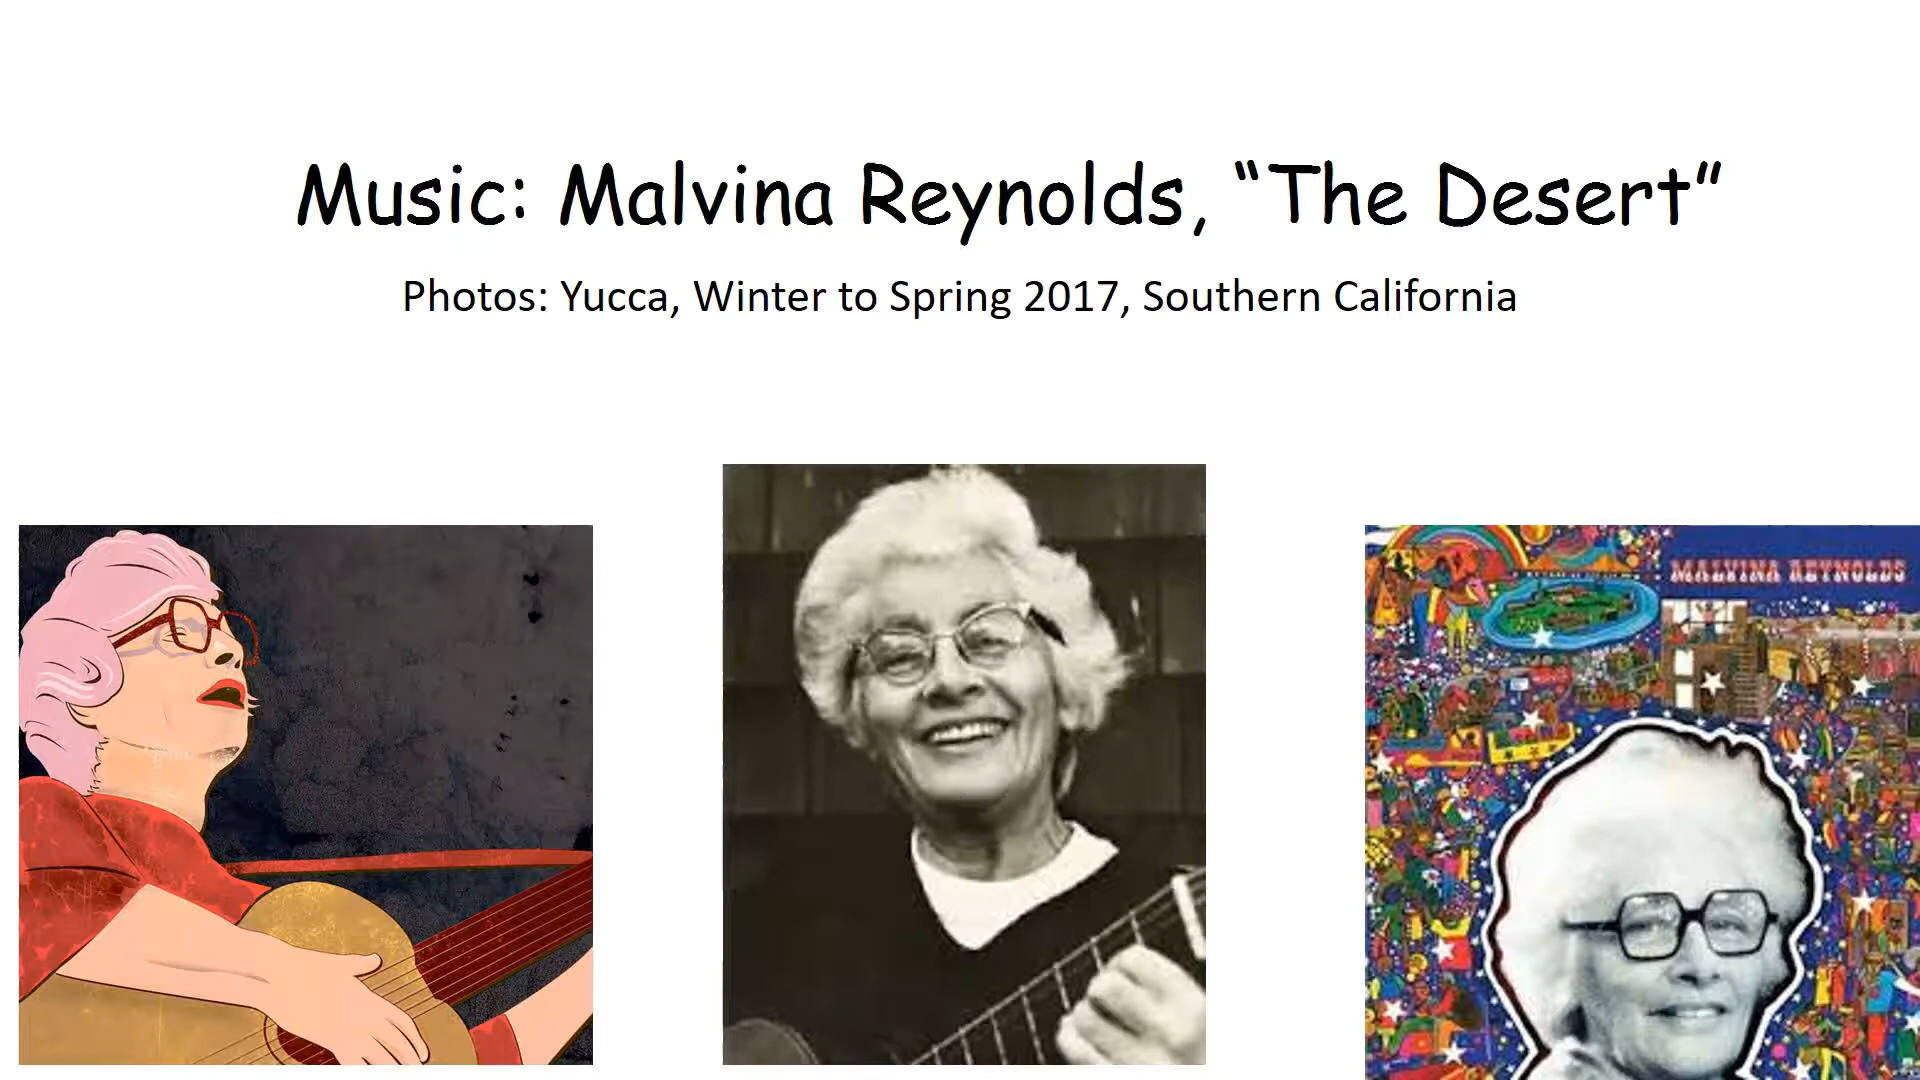 Music: Malvina Reynolds, “The Desert”
Photos: Yucca, Winter to Spring 2017, Southern California
MALVINA REYNOLDS